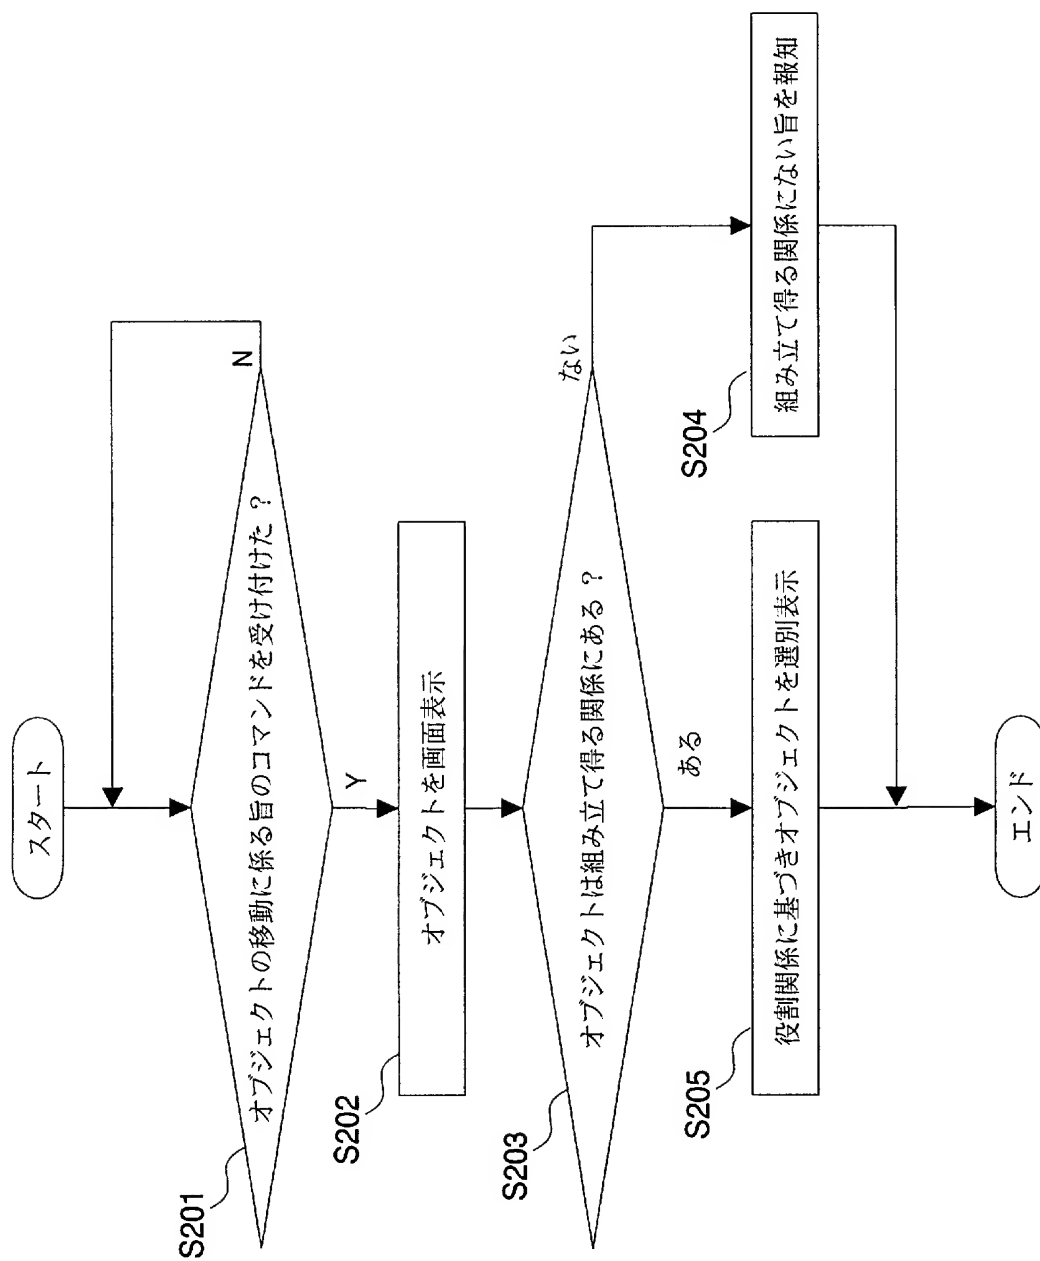 スタート
S201
オブジェクトの移動に係る旨のコマンドを受け付けた？
N
Y
S202
オブジェクトを画面表示
S203
オブジェクトは組み立て得る関係にある？
ない
ある
S204
組み立て得る関係にない旨を報知
S205
役割関係に基づきオブジェクトを選別表示
エンド